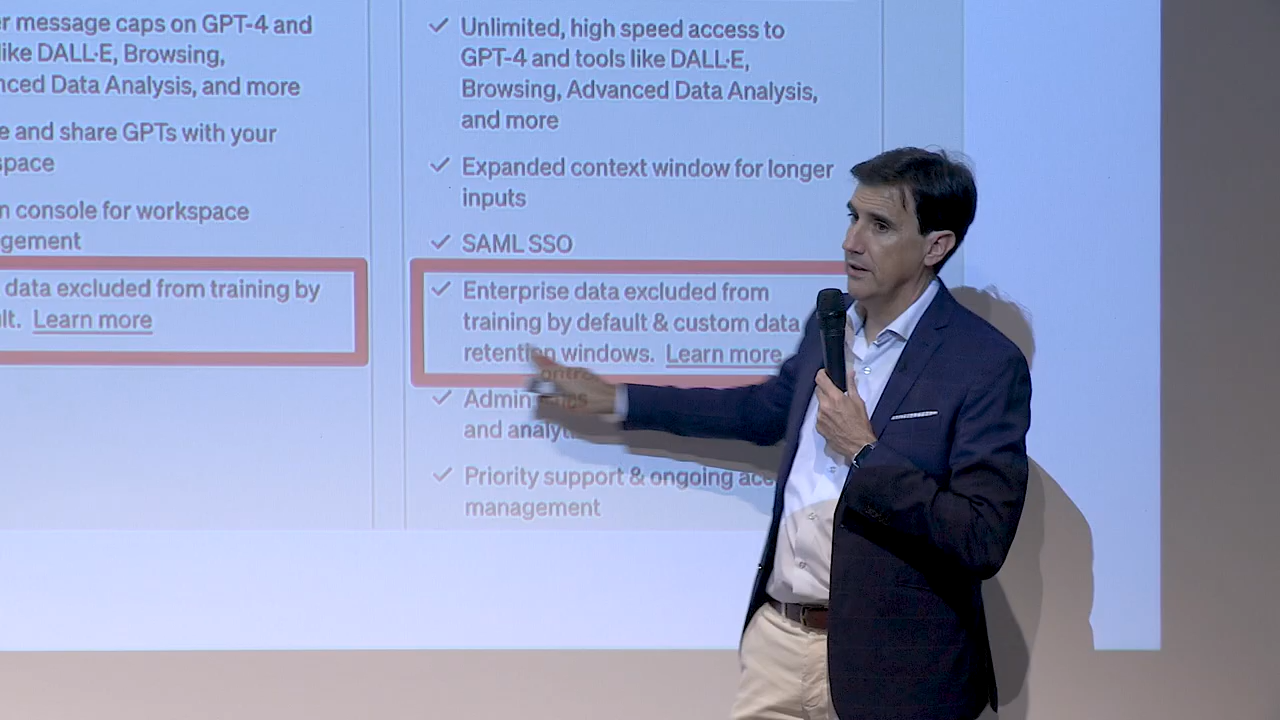 er message caps on GPT-4 and
like DALL·E, Browsing,
nced Data Analysis, and more
e and share GPTs with your
space
n console for workspace
gement
data excluded from training by
lt. Learn more
Unlimited, high speed access to
GPT-4 and tools like DALL·E,
Browsing, Advanced Data Analysis,
and more
Expanded context window for longer
inputs
SAML SSO
Enterprise data excluded from
training by default & custom data
retention windows. Learn more
Admin
and analyt
Priority support & ongoing acc
management